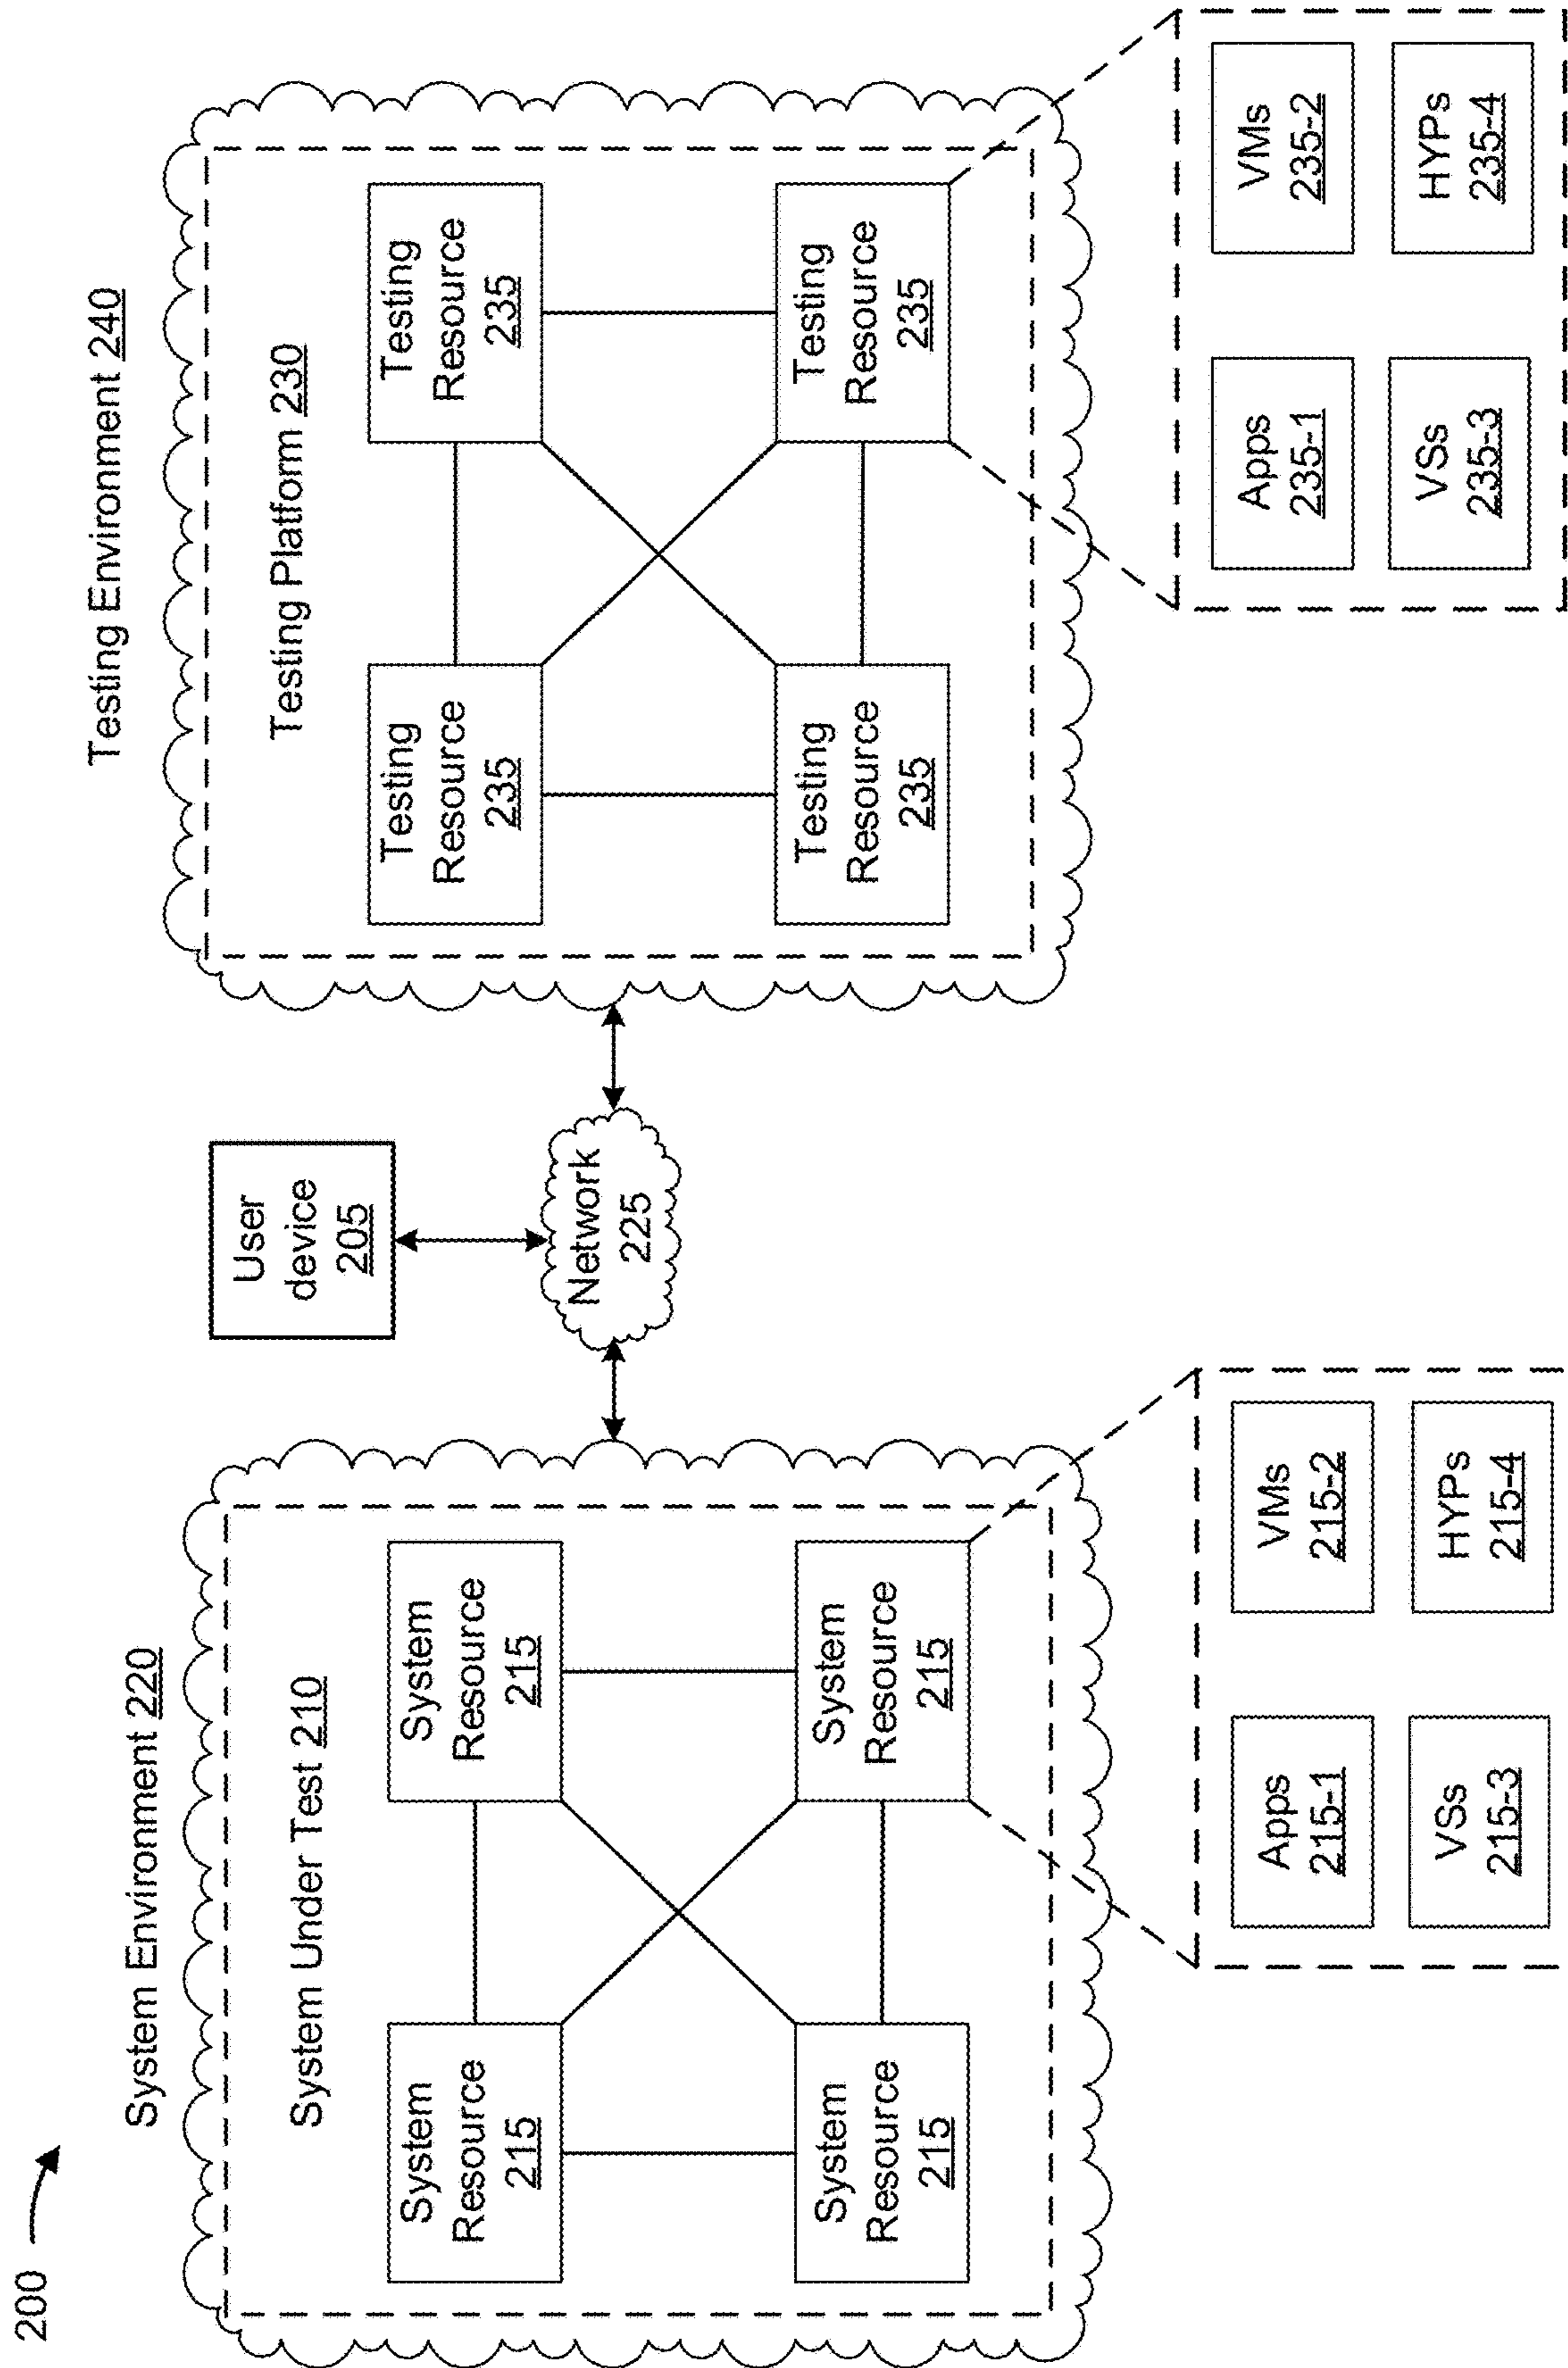 200
System Environment 220
System Under Test 210
System
Resource
215
System
Resource
215
System
Resource
215
System
Resource
215
Apps
215-1
VMs
215-2
VSs
215-3
HYPs
215-4
User
device
205
Network
225
Testing Environment 240
Testing Platform 230
Testing
Resource
235
Testing
Resource
235
Testing
Resource
235
Testing
Resource
235
Apps
235-1
VMs
235-2
VSs
235-3
HYPs
235-4